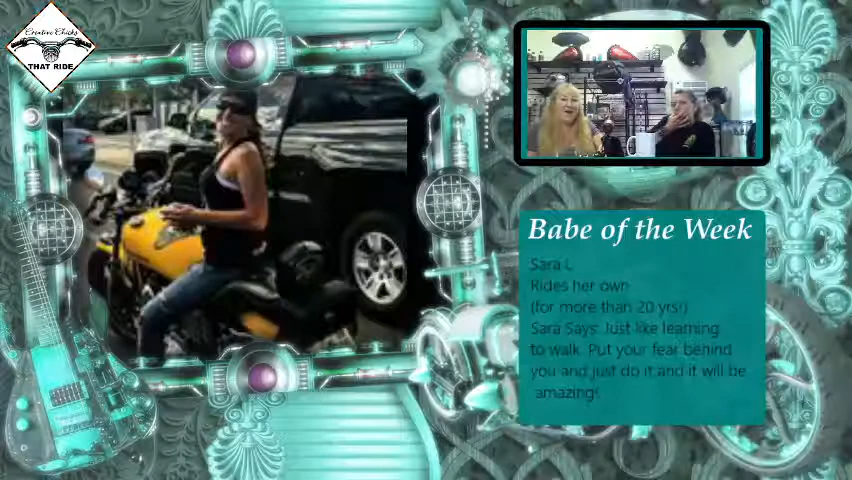 Creative Chicks
THAT RIDE
Babe of the Week
Sara L
Rides her own
(for more than 20 yrs!)
Sara Says: Just like learning
to walk. Put your fear behind
you and just do it and it will be
amazing!